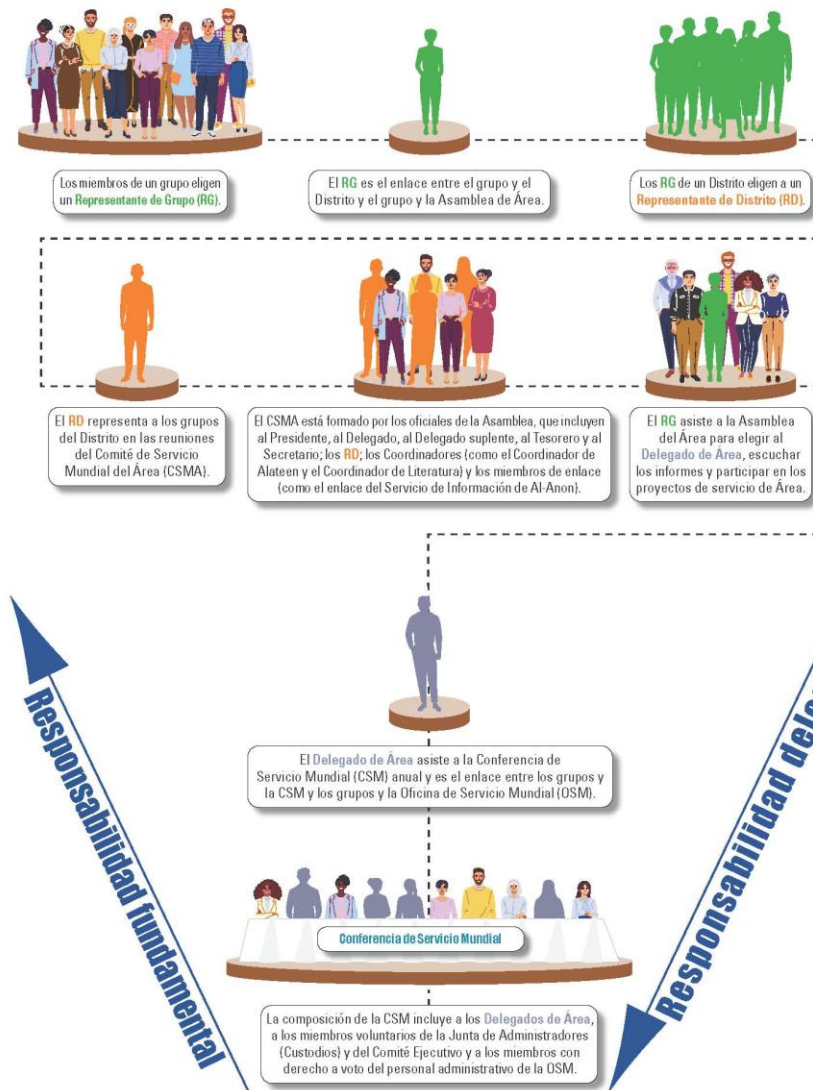 Los miembros de un grupo eligen
un Representante de Grupo (RG).
El RG es el enlace entre el grupo y el
Distrito y el grupo y la Asamblea de Área.
Los RG de un Distrito eligen a un
Representante de Distrito (RD).
El RD representa a los grupos
del Distrito en las reuniones
del Comité de Servicio
Mundial del Área (CSMA).
El CSMA está formado por los oficiales de la Asamblea, que incluyen
al Presidente, al Delegado, al Delegado suplente, al Tesorero y al
Secretario; los RD; los Coordinadores (como el Coordinador de
Alateen y el Coordinador de Literatura) y los miembros de enlace
(como el enlace del Servicio de Información de Al-Anon).
El RG asiste a la Asamblea
del Área para elegir al
Delegado de Área, escuchar
los informes y participar en los
proyectos de servicio de Área.
El Delegado de Área asiste a la Conferencia de
Servicio Mundial (CSM) anual y es el enlace entre los grupos y
la CSM y los grupos y la Oficina de Servicio Mundial (OSM).
Responsabilidad fundamental
Responsabilidad
Conferencia de Servicio Mundial
La composición de la CSM incluye a los Delegados de Área,
a los miembros voluntarios de la Junta de Administradores
(Custodios) y del Comité Ejecutivo y a los miembros con
derecho a voto del personal administrativo de la OSM.